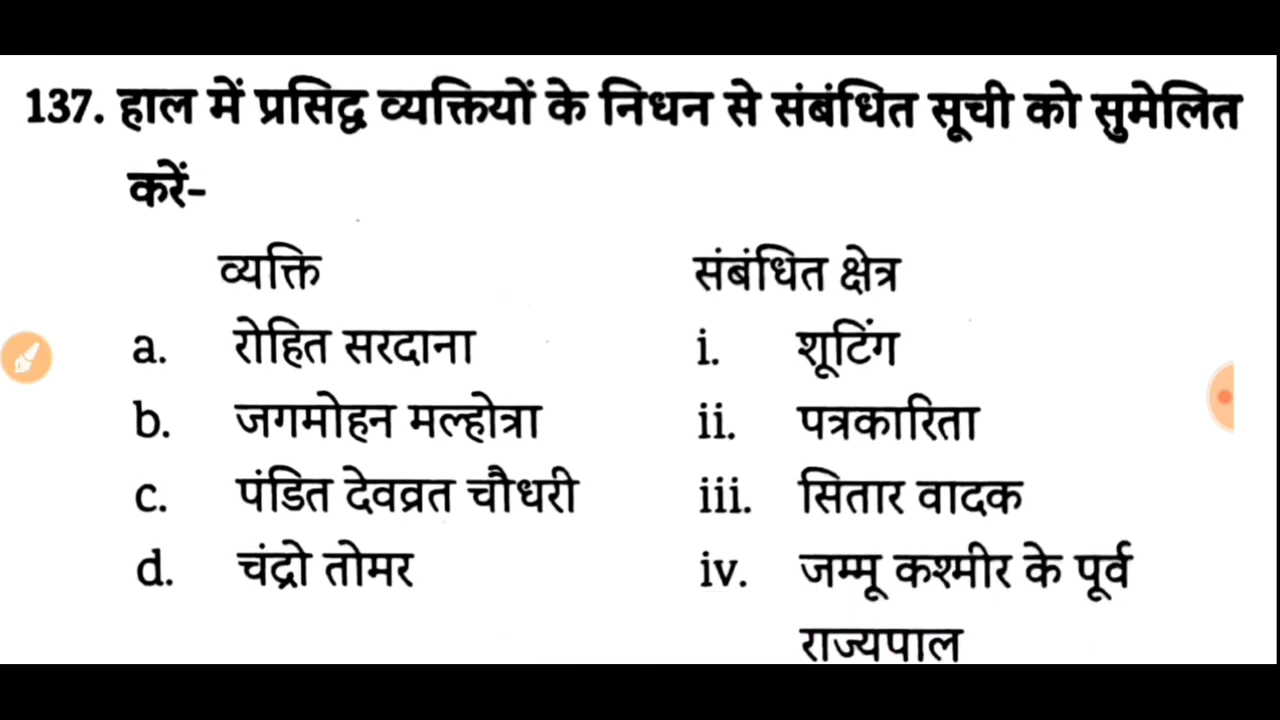 137. हाल में प्रसिद्ध व्यक्तियों के निधन से संबंधित सूची को सुमेलित
करें-
व्यक्ति संबंधित क्षेत्र
a. रोहित सरदाना i. शूटिंग
b. जगमोहन मल्होत्रा ii. पत्रकारिता
c. पंडित देवव्रत चौधरी iii. सितार वादक
d. चंद्रो तोमर iv. जम्मू कश्मीर के पूर्व
राज्यपाल